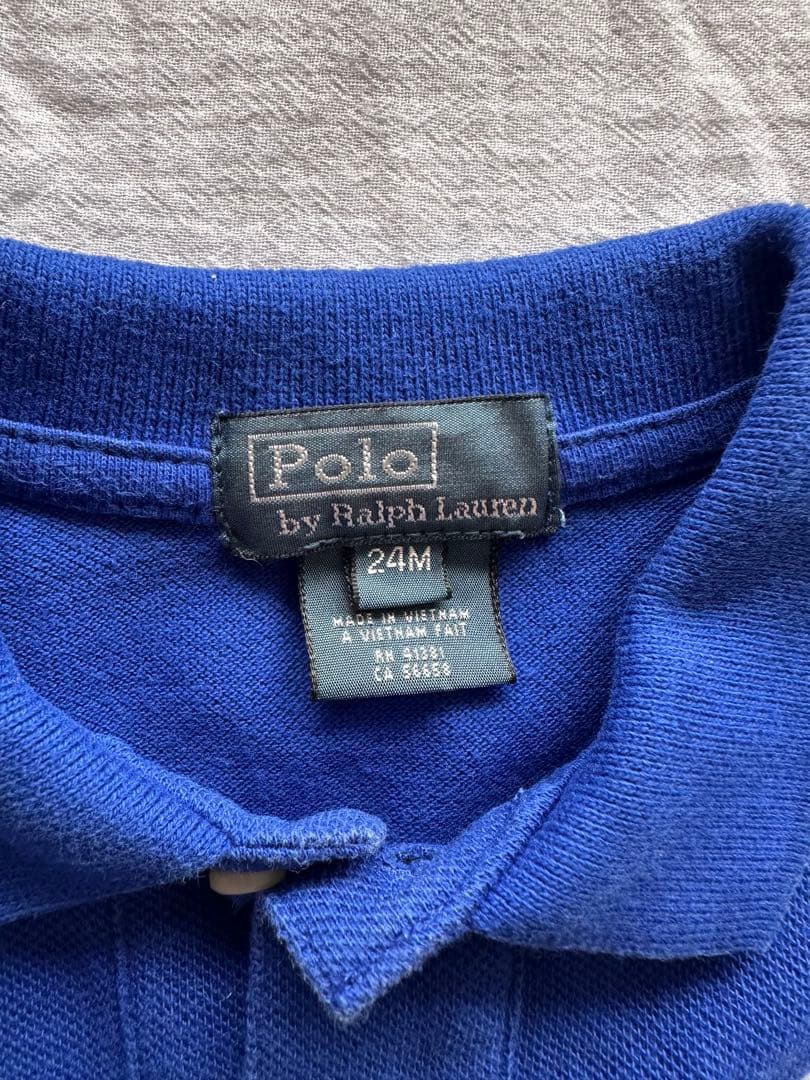 Polo
by Ralph Lauren
24M
MADE IN VIETNAM
A VIETNAM FAIT
RN 41381
CA 56658